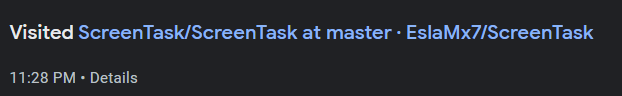 Visited ScreenTask/ScreenTask at master · EslaMx7/ScreenTask
11:28 PM • Details